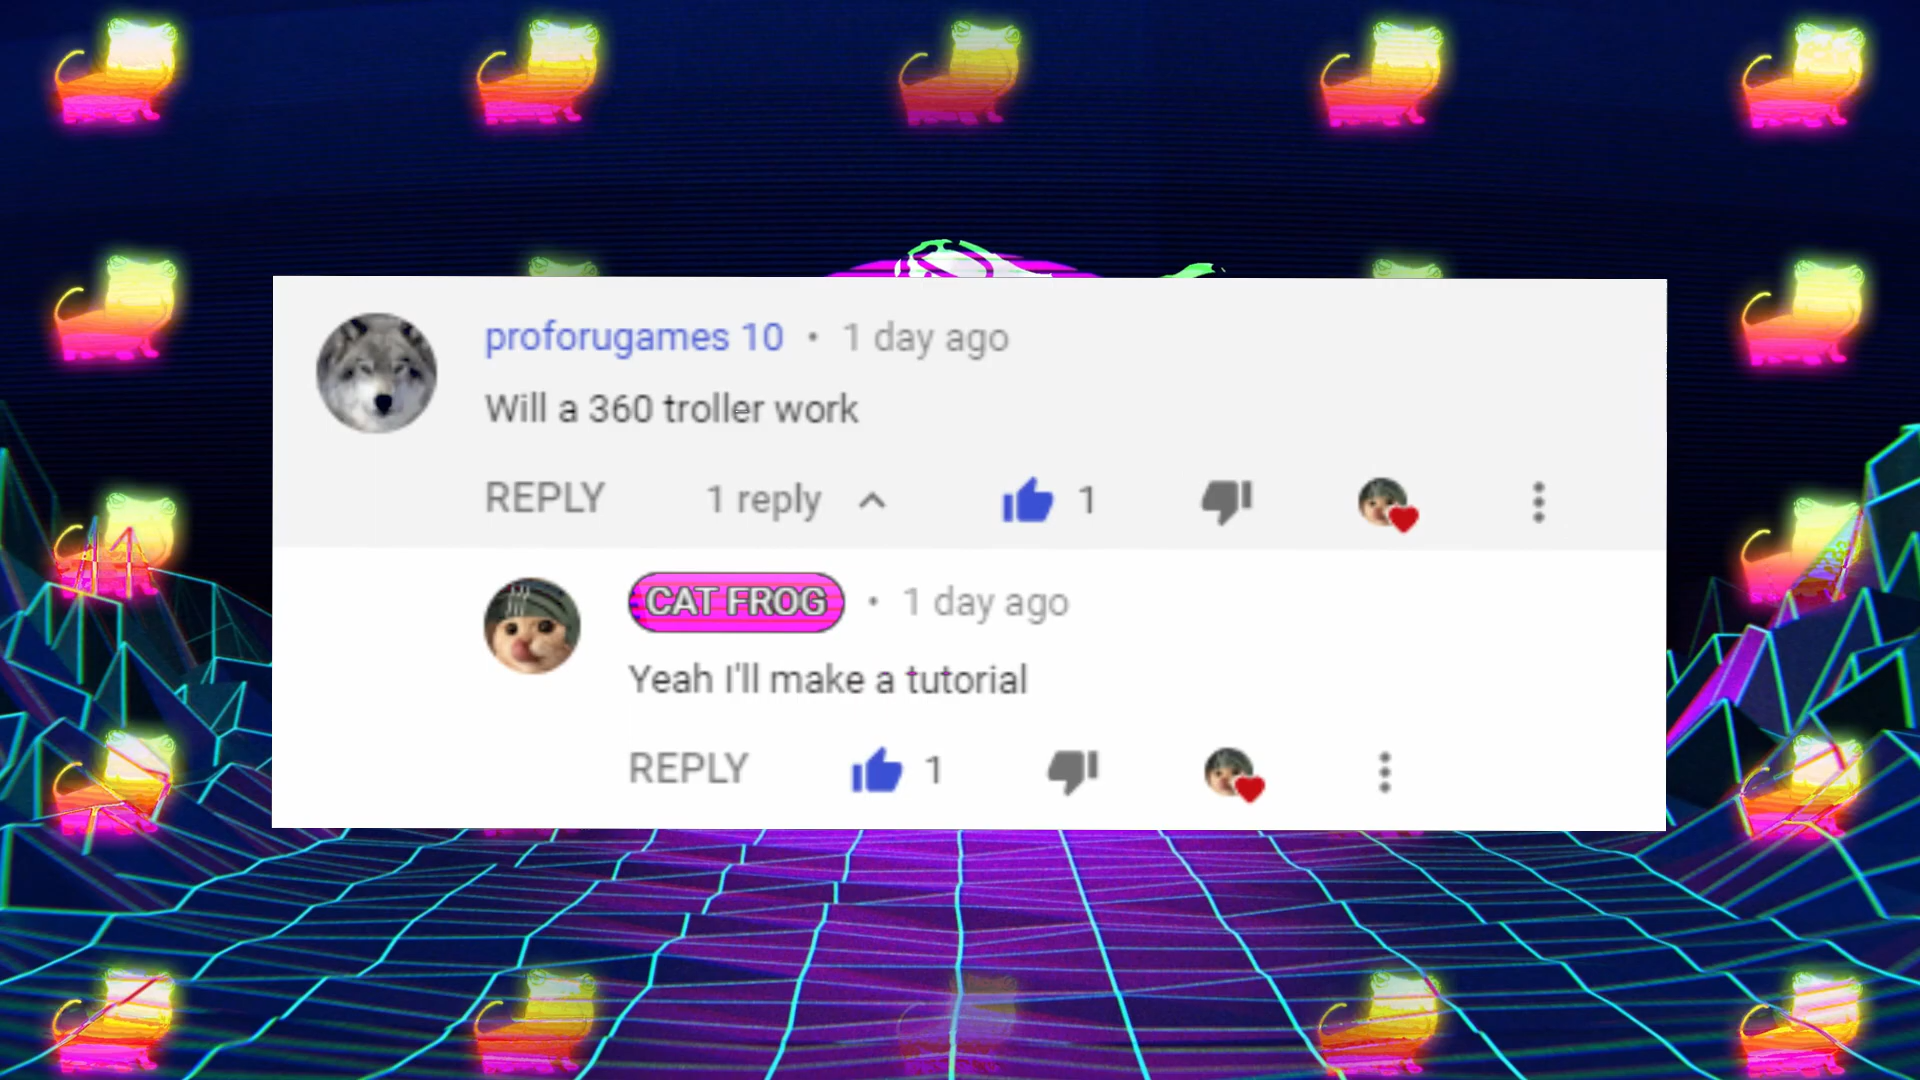 proforugames 10 • 1 day ago
Will a 360 troller work
REPLY 1 reply 1
CAT FROG • 1 day ago
Yeah I'll make a tutorial
REPLY 1